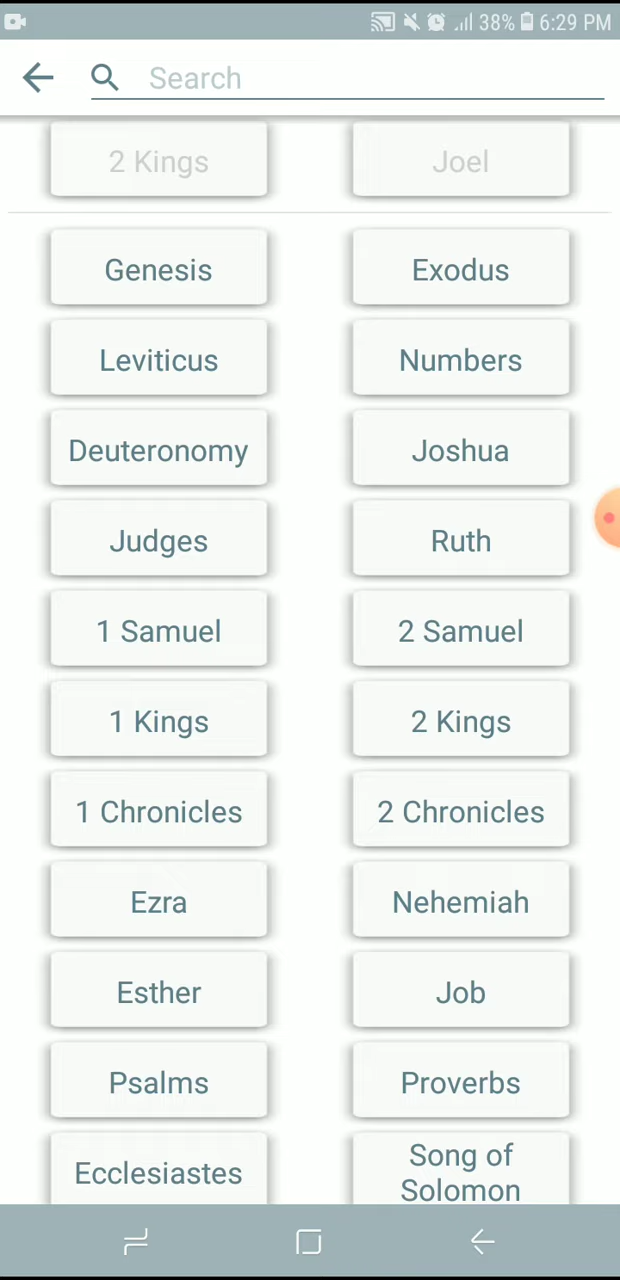 38% 6:29 PM
Search
2 Kings Joel
Genesis Exodus
Leviticus Numbers
Deuteronomy Joshua
Judges Ruth
1 Samuel 2 Samuel
1 Kings 2 Kings
1 Chronicles 2 Chronicles
Ezra Nehemiah
Esther Job
Psalms Proverbs
Ecclesiastes Song of
Solomon